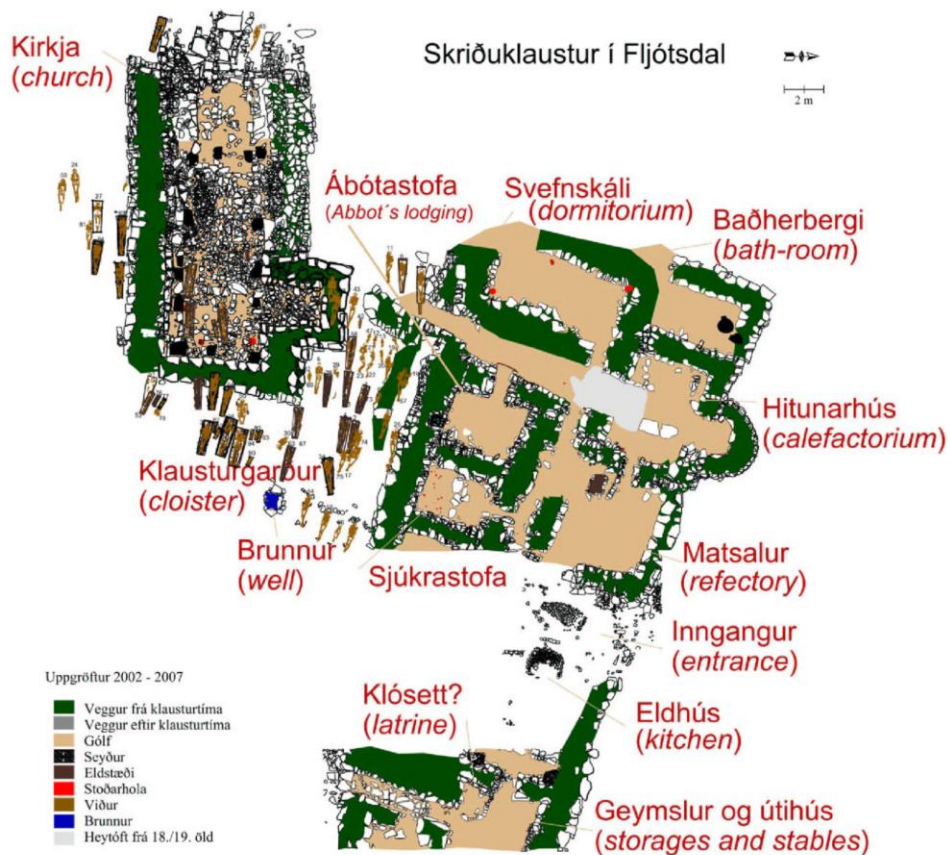 Skriðuklaustur í Fljótsdal
2 m
Kirkja
(church)
Ábótastofa
(Abbot´s lodging)
Svefnskáli
(dormitorium)
Baðherbergi
(bath-room)
Hitunarhús
(calefactorium)
Klausturgarður
(cloister)
Brunnur
(well)
Sjúkrastofa
Matsalur
(refectory)
Inngangur
(entrance)
Klósett?
(latrine)
Eldhús
(kitchen)
Geymslur og útihús
(storages and stables)
Uppgröftur 2002 - 2007
Veggur frá klausturtíma
Veggur eftir klausturtíma
Gólf
Seyður
Eldstæði
Stoðarhola
Viður
Brunnur
Heytóft frá 18./19. öld